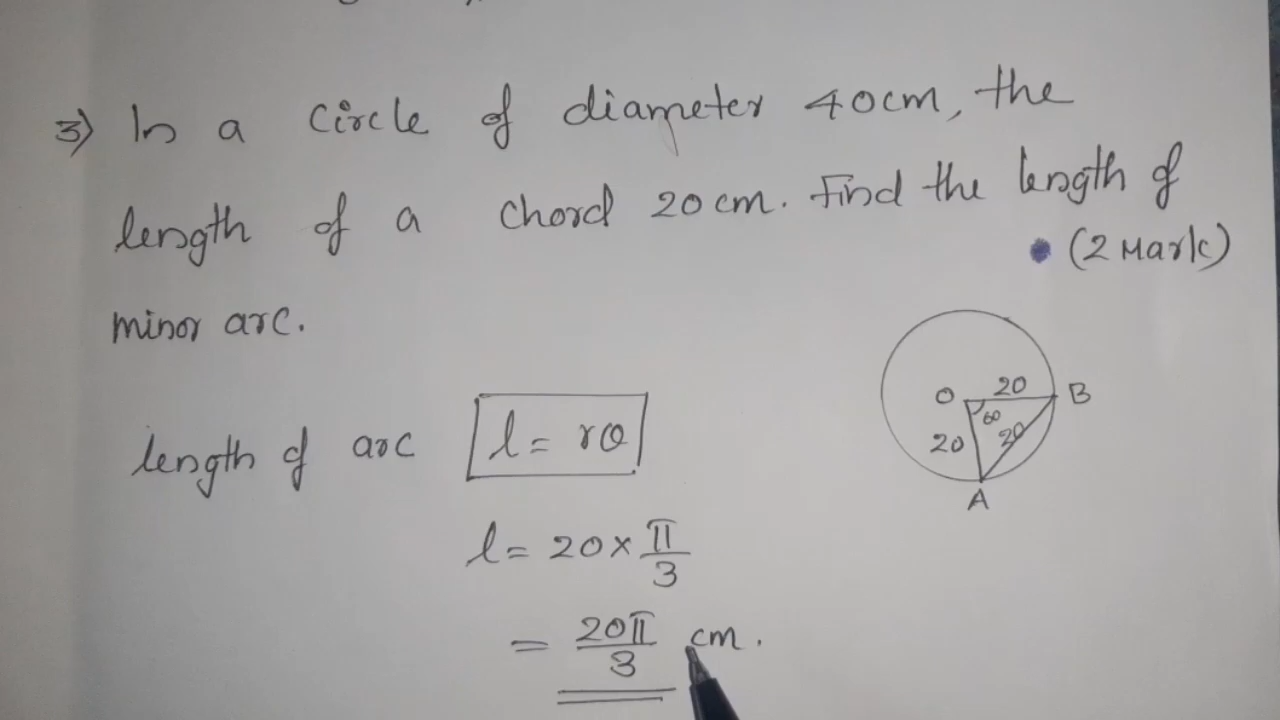 3) In a circle of diameter 40cm, the
length of a chord 20cm. Find the length of
(2 Mark)
minor arc.
length of arc l = rθ
l = 20 × π/3
= 20π/3 cm.
O 20 B
60
20 20
A